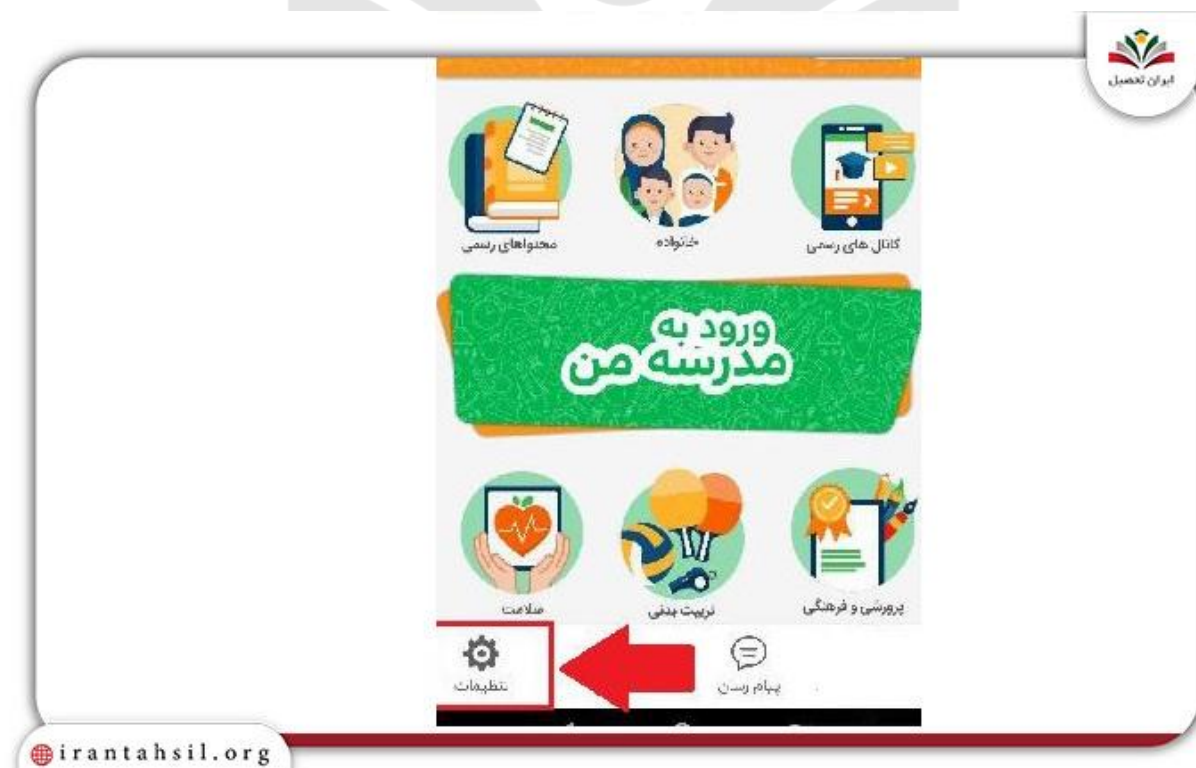 ایران تحصیل
کانال های رسمی
خانواده
محتواهای رسمی
ورود به
مدرسه من
پرورشی و فرهنگی
تربیت بدنی
سلامت
پیام رسان
تنظیمات
irantahsil.org